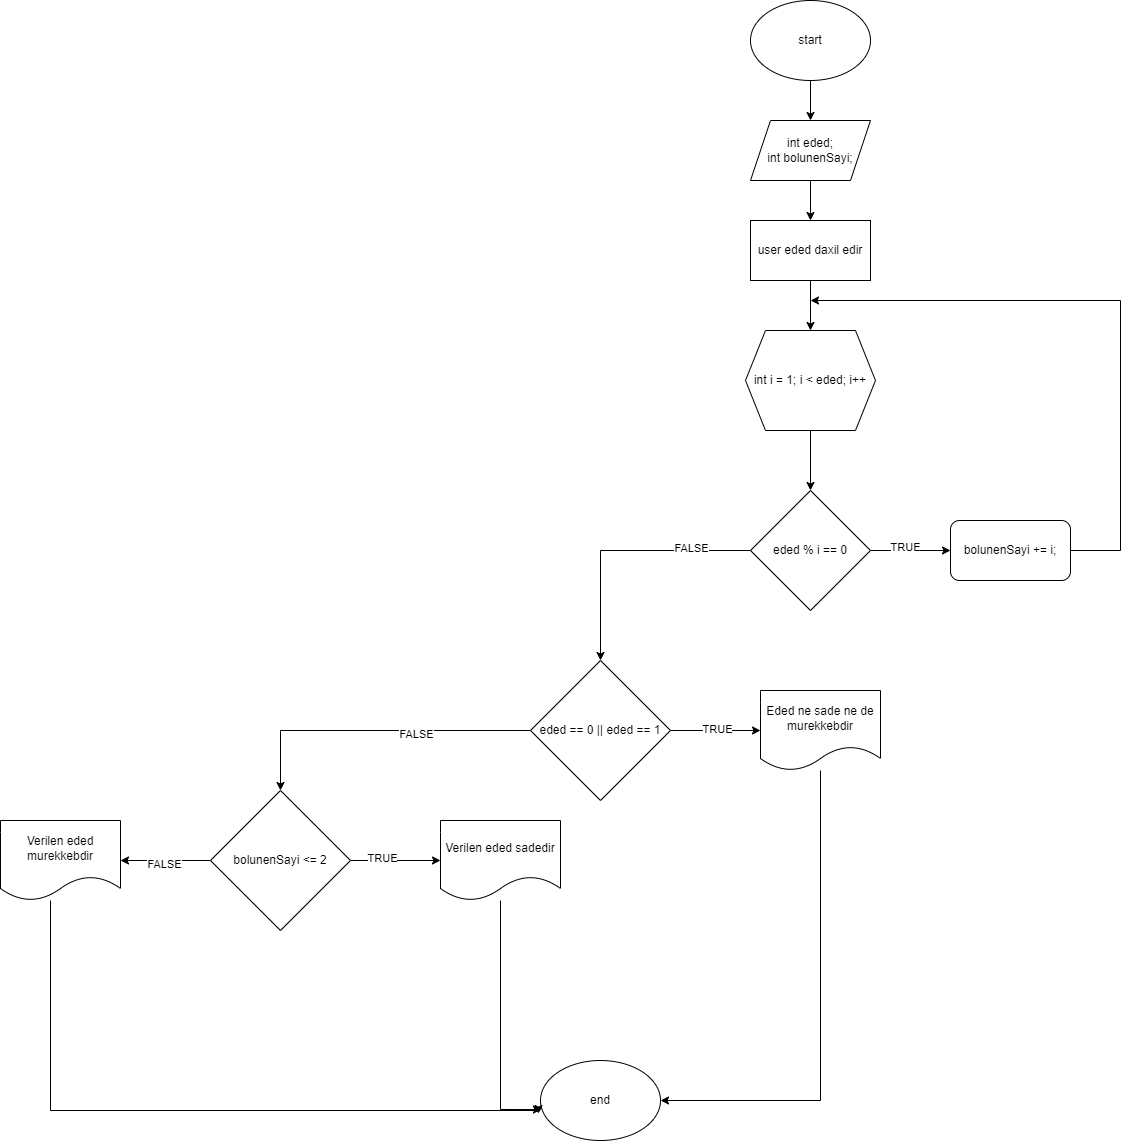 start
int eded;
int bolunenSayi;
user eded daxil edir
int i = 1; i < eded; i++
eded % i == 0
TRUE
bolunenSayi += i;
FALSE
eded == 0 || eded == 1
TRUE
Eded ne sade ne de
murekkebdir
FALSE
bolunenSayi <= 2
TRUE
Verilen eded sadedir
FALSE
Verilen eded
murekkebdir
end